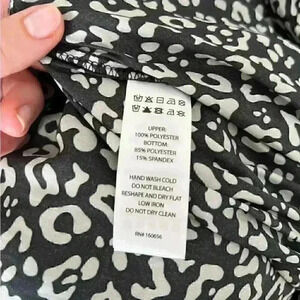 UPPER:
100% POLYESTER
BOTTOM:
85% POLYESTER
15% SPANDEX
HAND WASH COLD
DO NOT BLEACH
RESHAPE AND DRY FLAT
LOW IRON
DO NOT DRY CLEAN
RN# 160656